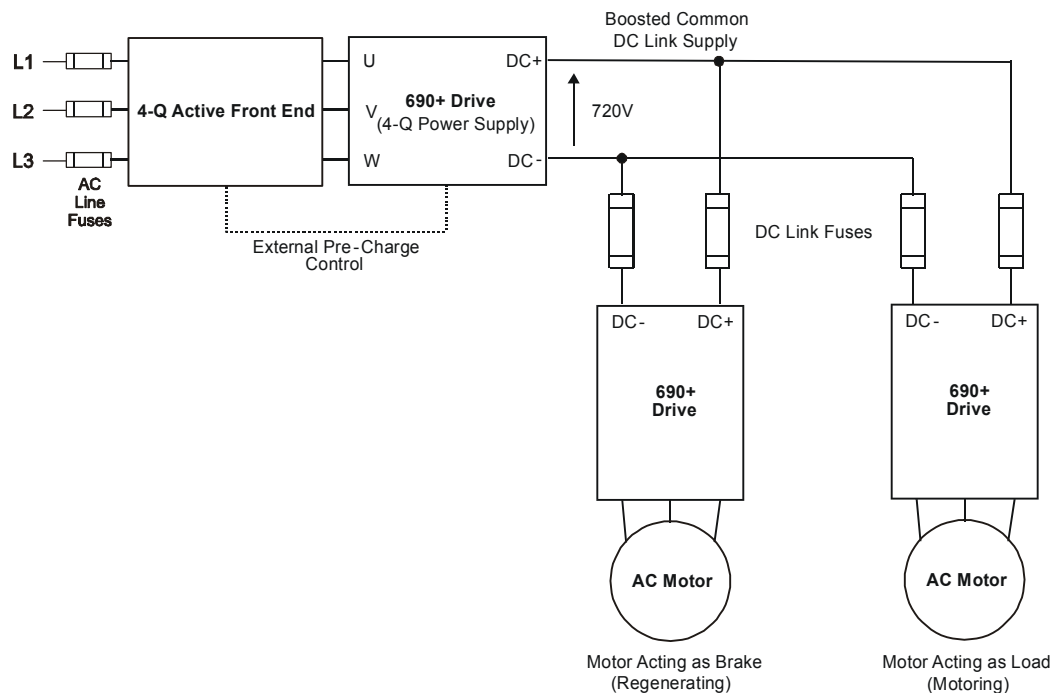 Boosted Common
DC Link Supply
L1
L2
L3
AC
Line
Fuses
4-Q Active Front End
U
V
W
690+ Drive
(4-Q Power Supply)
DC+
DC-
720V
External Pre-Charge
Control
DC Link Fuses
DC- DC+
690+
Drive
AC Motor
Motor Acting as Brake
(Regenerating)
DC- DC+
690+
Drive
AC Motor
Motor Acting as Load
(Motoring)